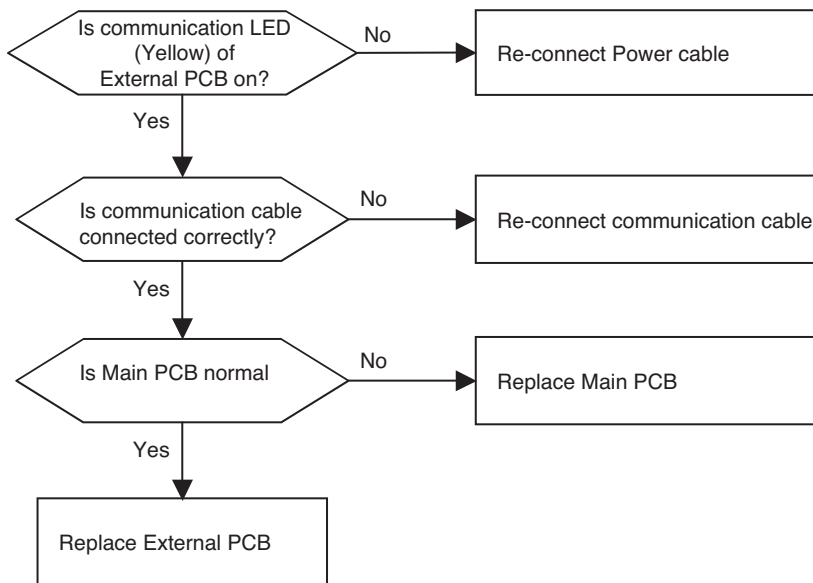 Is communication LED
(Yellow) of
External PCB on?
No
Re-connect Power cable
Yes
Is communication cable
connected correctly?
No
Re-connect communication cable
Yes
Is Main PCB normal
No
Replace Main PCB
Yes
Replace External PCB